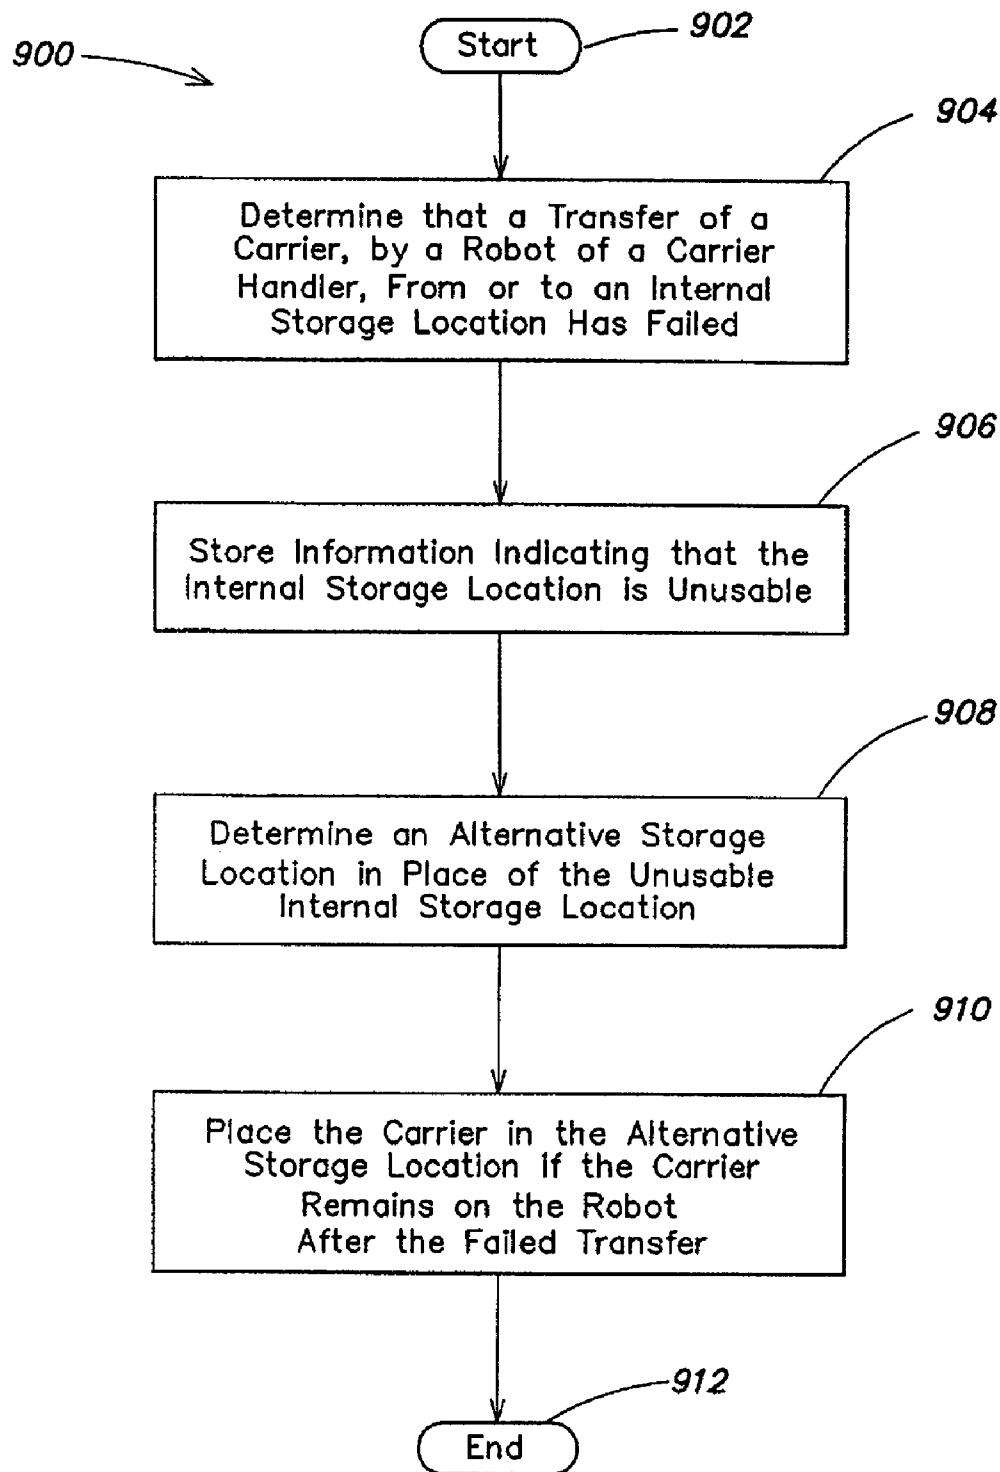 900
Start
902
904
Determine that a Transfer of a
Carrier, by a Robot of a Carrier
Handler, From or to an Internal
Storage Location Has Failed
906
Store Information Indicating that the
Internal Storage Location is Unusable
908
Determine an Alternative Storage
Location in Place of the Unusable
Internal Storage Location
910
Place the Carrier in the Alternative
Storage Location if the Carrier
Remains on the Robot
After the Failed Transfer
912
End